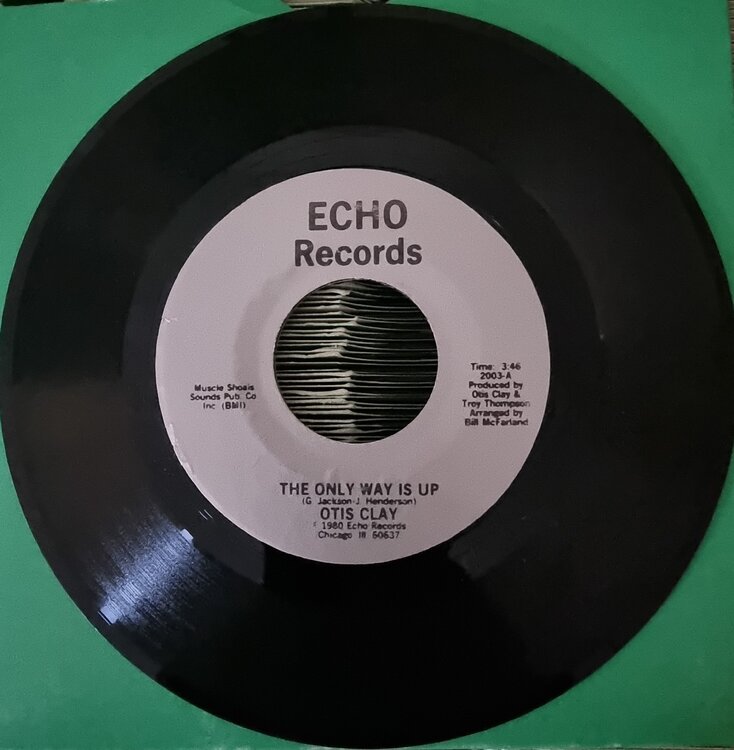 ECHO
Records
Muscle Shoals
Sounds Pub. Co
Inc (BMI)
Time: 3:46
2003-A
Produced by
Otis Clay &
Troy Thompson
Arranged by
Bill McFarland
THE ONLY WAY IS UP
(G. Jackson-J. Henderson)
OTIS CLAY
© 1980 Echo Records
Chicago Ill 60637